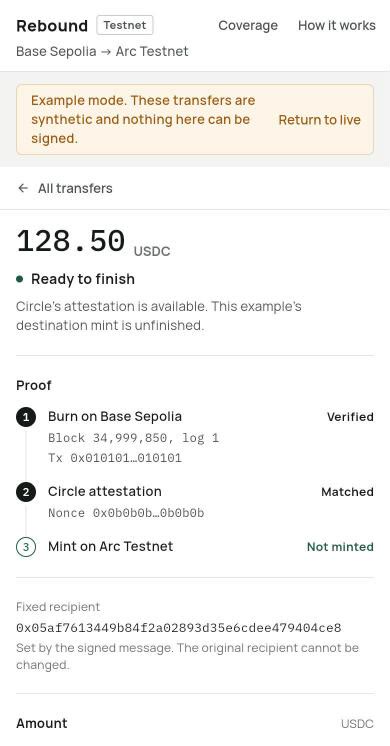 Rebound Testnet Coverage How it works
Base Sepolia → Arc Testnet
Example mode. These transfers are
synthetic and nothing here can be
signed.
Return to live
← All transfers
128.50 USDC
Ready to finish
Circle's attestation is available. This example's
destination mint is unfinished.
Proof
1 Burn on Base Sepolia Verified
Block 34,999,850, log 1
Tx 0x010101…010101
2 Circle attestation Matched
Nonce 0x0b0b0b…0b0b0b
3 Mint on Arc Testnet Not minted
Fixed recipient
0x05af7613449b84f2a02893d35e6cdee479404ce8
Set by the signed message. The original recipient cannot be
changed.
Amount USDC